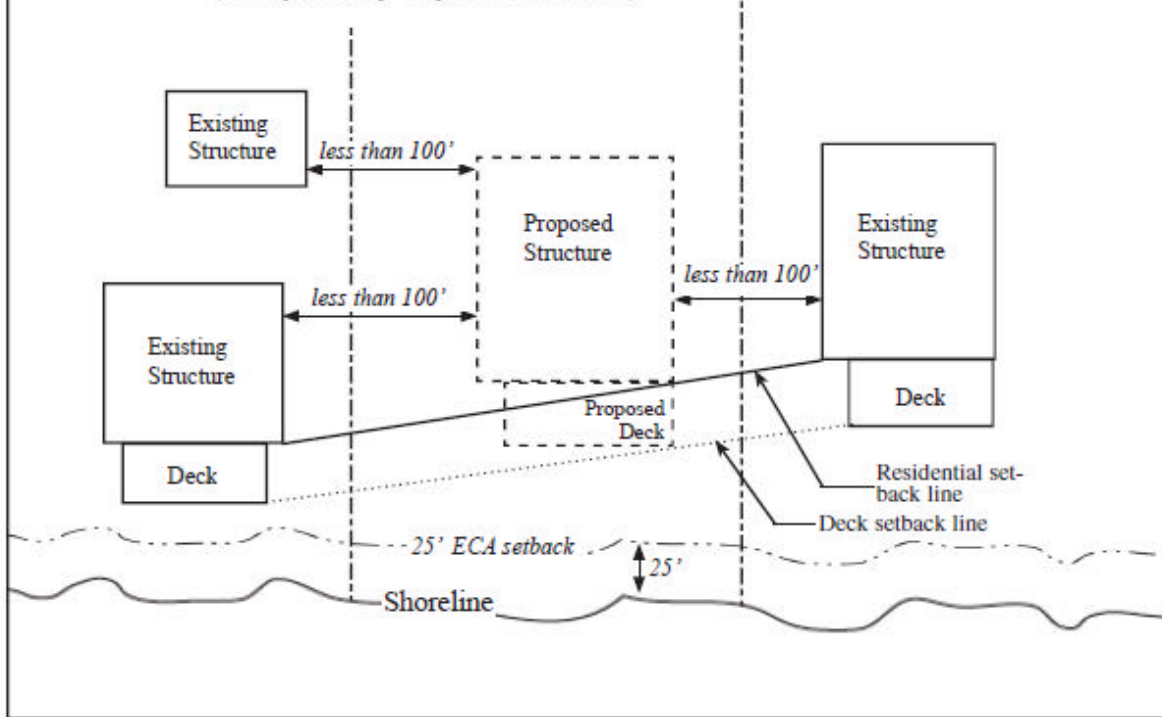 Existing
Structure
less than 100’
Proposed
Structure
Existing
Structure
less than 100’
less than 100’
Existing
Structure
Deck
Proposed
Deck
Deck
Residential set-
back line
Deck setback line
25’ ECA setback
25’
Shoreline